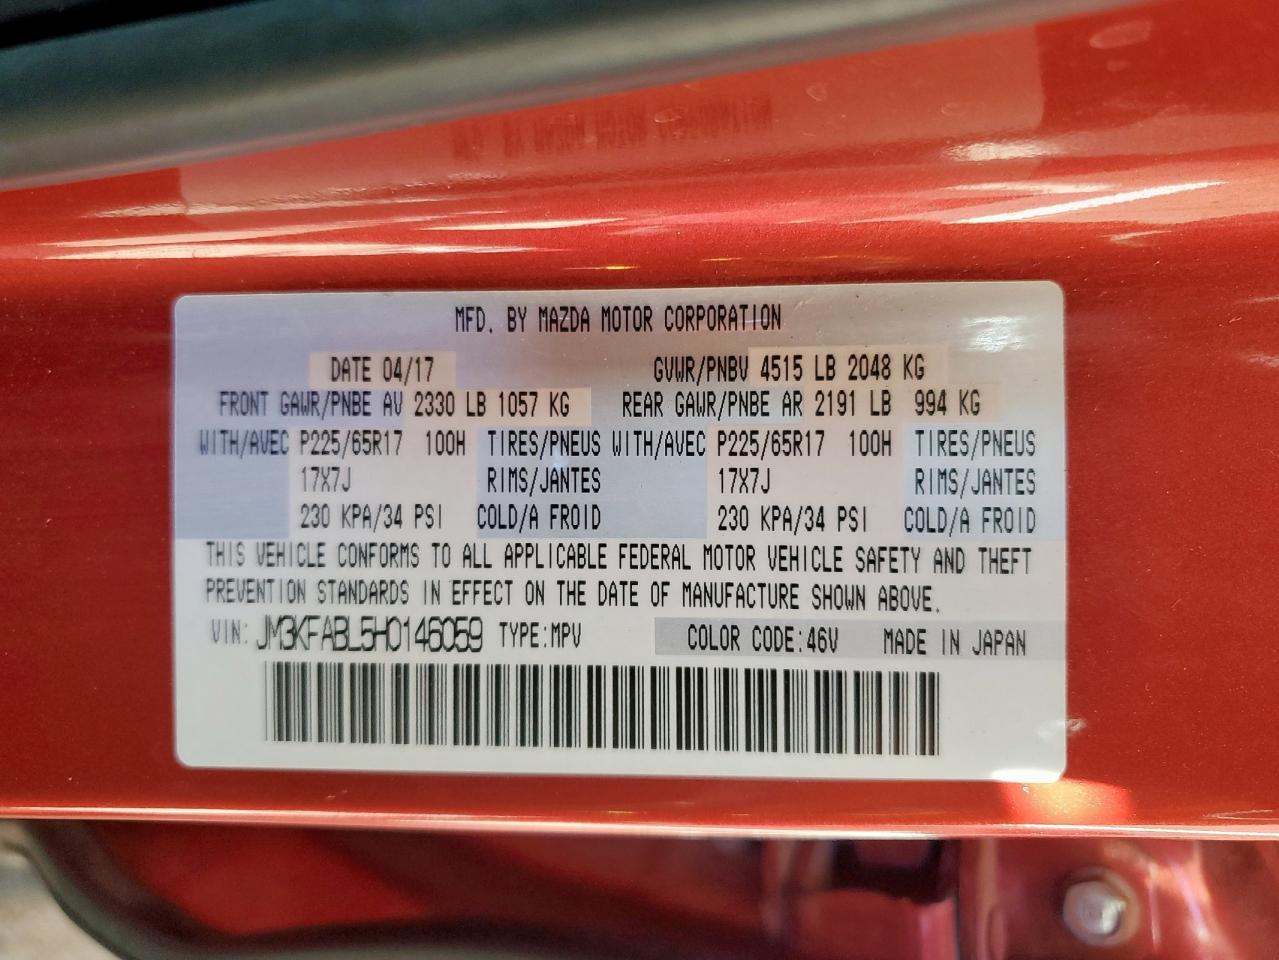 MFD. BY MAZDA MOTOR CORPORATION
DATE 04/17 GVWR/PNBV 4515 LB 2048 KG
FRONT GAWR/PNBE AV 2330 LB 1057 KG REAR GAWR/PNBE AR 2191 LB 994 KG
WITH/AVEC P225/65R17 100H TIRES/PNEUS WITH/AVEC P225/65R17 100H TIRES/PNEUS
17X7J RIMS/JANTES 17X7J RIMS/JANTES
230 KPA/34 PSI COLD/A FROID 230 KPA/34 PSI COLD/A FROID
THIS VEHICLE CONFORMS TO ALL APPLICABLE FEDERAL MOTOR VEHICLE SAFETY AND THEFT
PREVENTION STANDARDS IN EFFECT ON THE DATE OF MANUFACTURE SHOWN ABOVE.
VIN: JM3KFABL5H0146059 TYPE:MPV COLOR CODE:46V MADE IN JAPAN